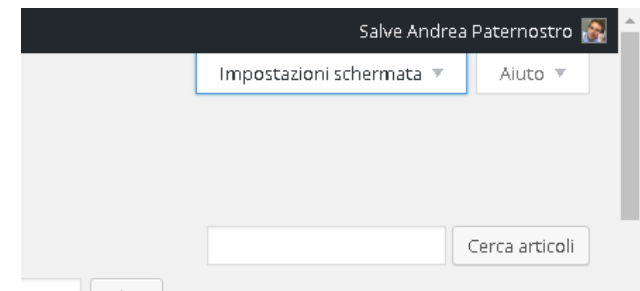 Salve Andrea Paternostro
Impostazioni schermata ▼ Aiuto ▼
Cerca articoli